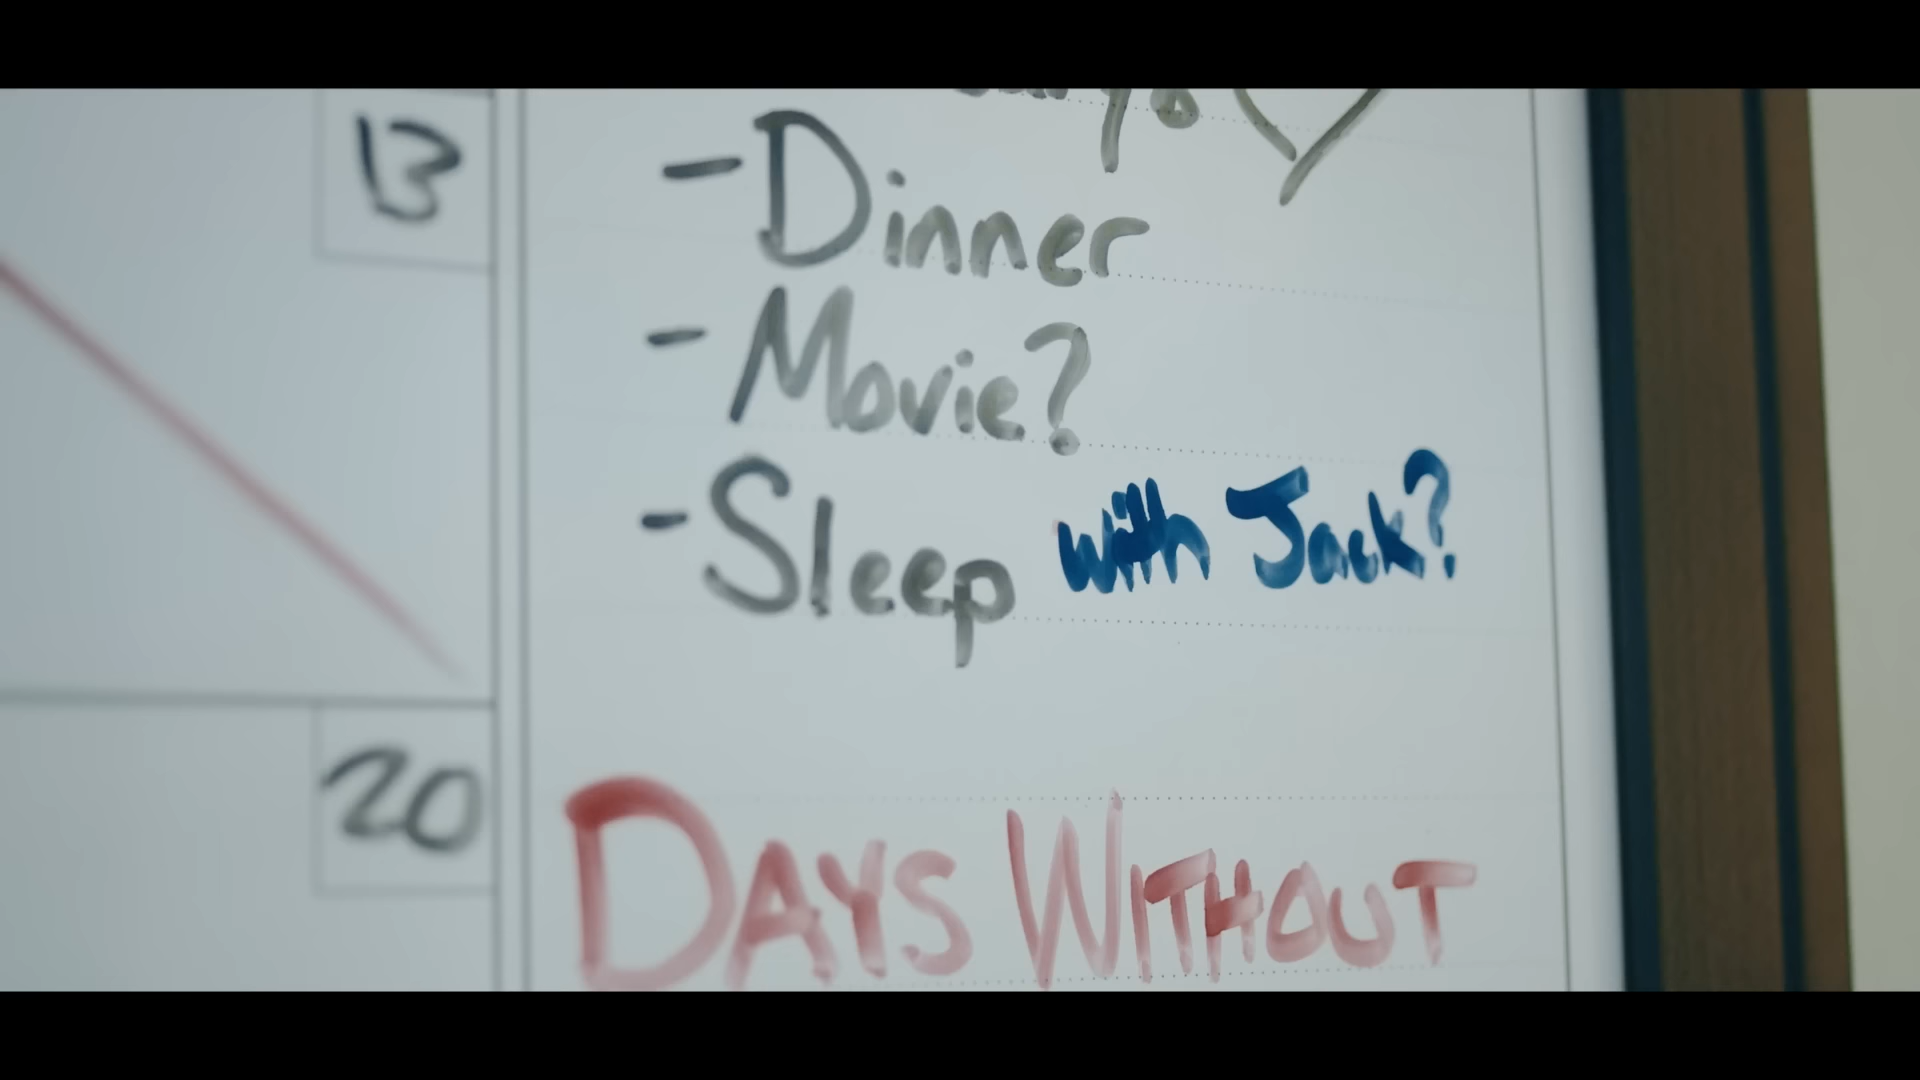 13
- Dinner
- Movie?
- Sleep with Jack?
20
DAYS WITHOUT